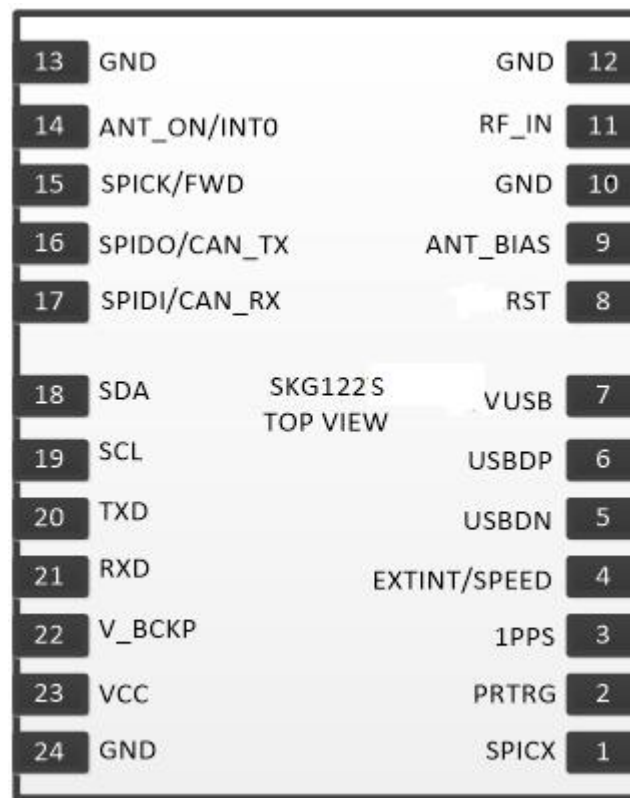 13 GND GND 12
14 ANT_ON/INT0 RF_IN 11
15 SPICK/FWD GND 10
16 SPIDO/CAN_TX ANT_BIAS 9
17 SPIDI/CAN_RX RST 8
18 SDA SKG122S VUSB 7
TOP VIEW
19 SCL USBDP 6
20 TXD USBDN 5
21 RXD EXTINT/SPEED 4
22 V_BCKP 1PPS 3
23 VCC PRTRG 2
24 GND SPICX 1